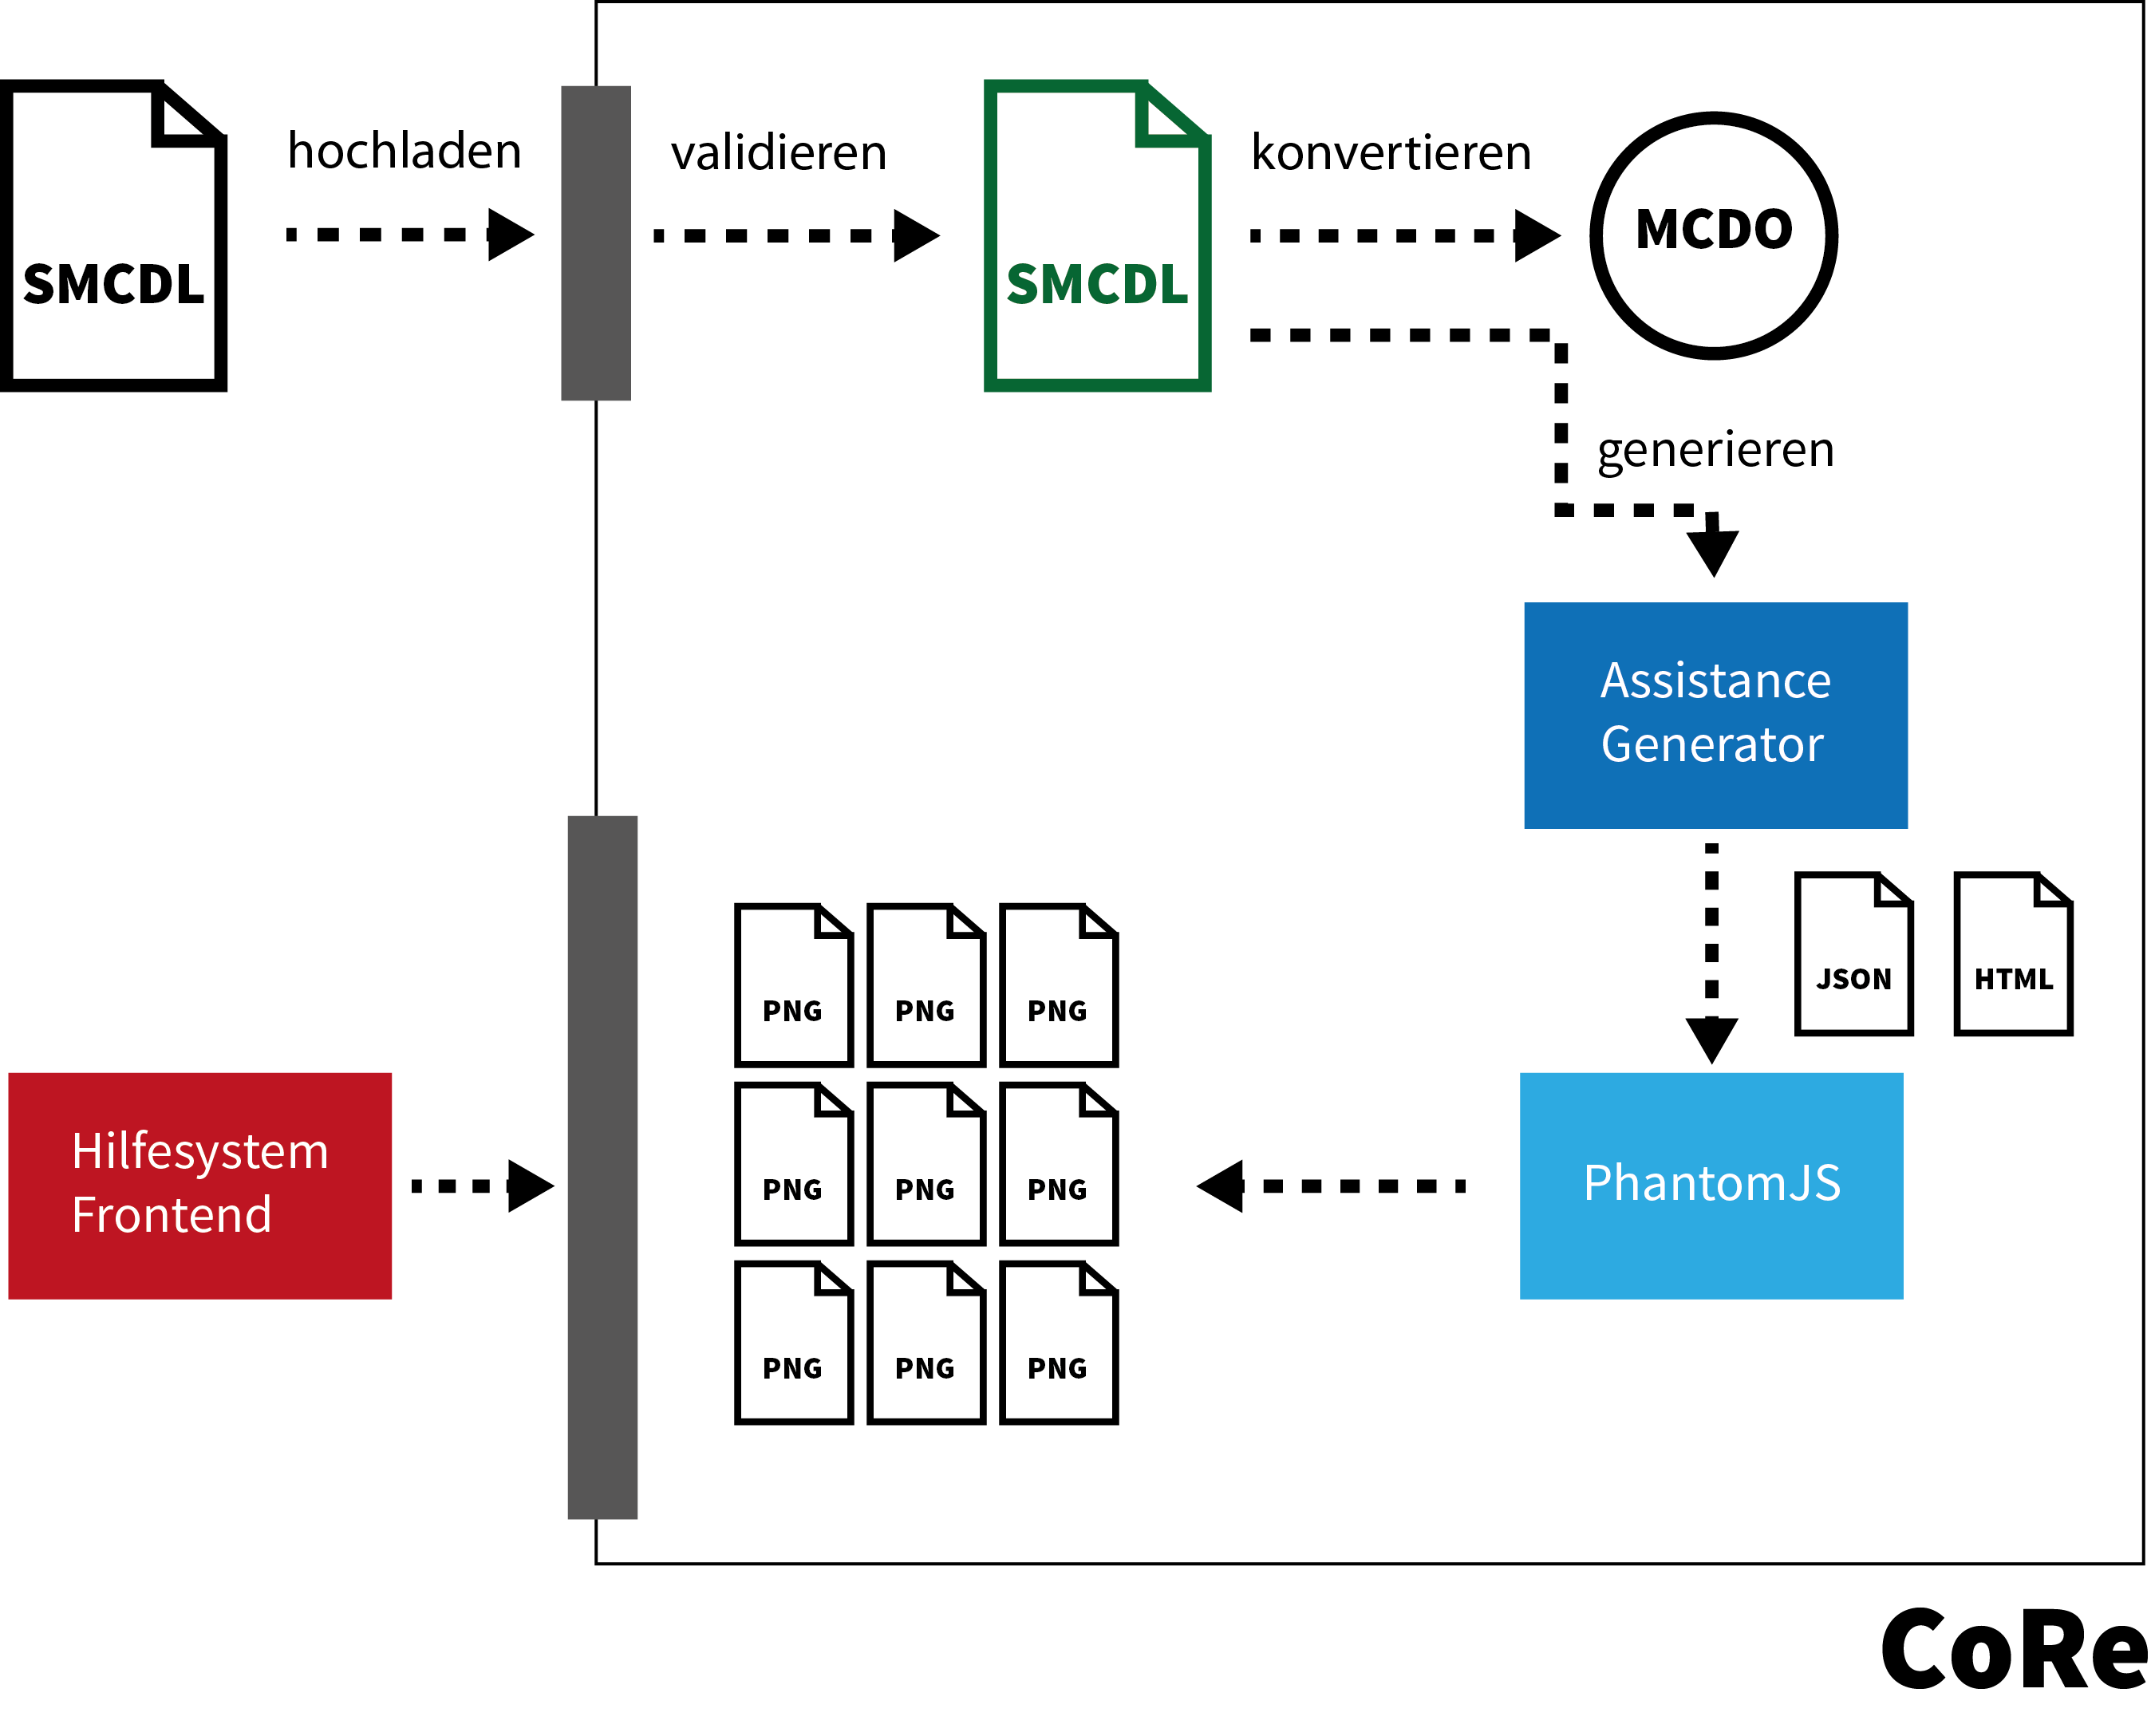 SMCDL
hochladen
validieren
SMCDL
konvertieren
MCDO
generieren
Assistance
Generator
JSON
HTML
PNG PNG PNG
PNG PNG PNG
PNG PNG PNG
Hilfesystem
Frontend
PhantomJS
CoRe